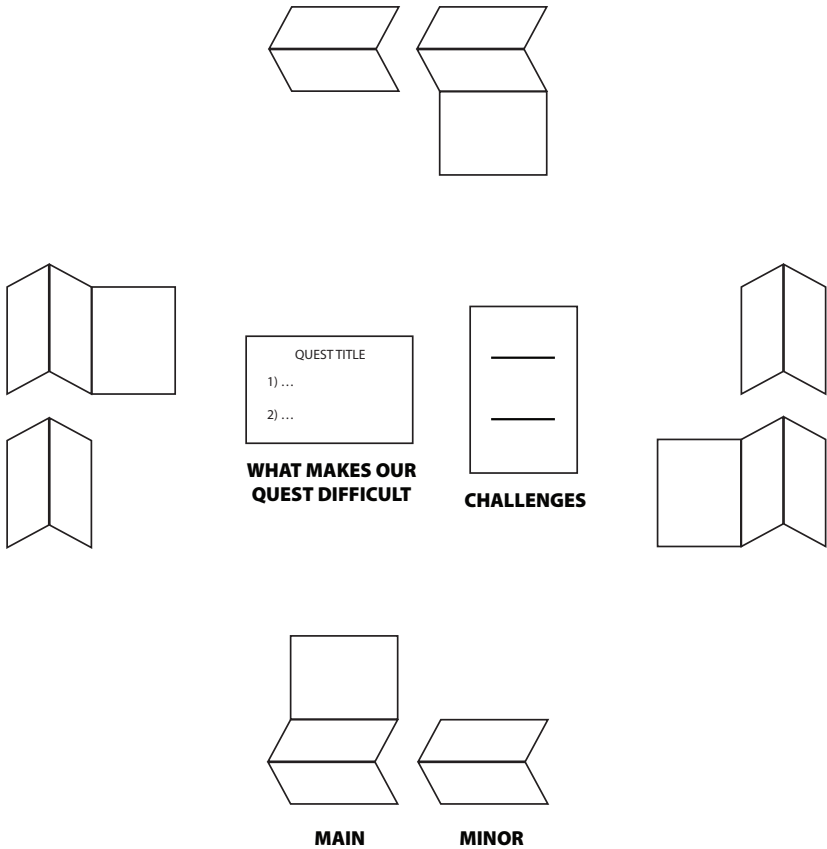 QUEST TITLE
1) ...
2) ...
WHAT MAKES OUR
QUEST DIFFICULT
CHALLENGES
MAIN
MINOR